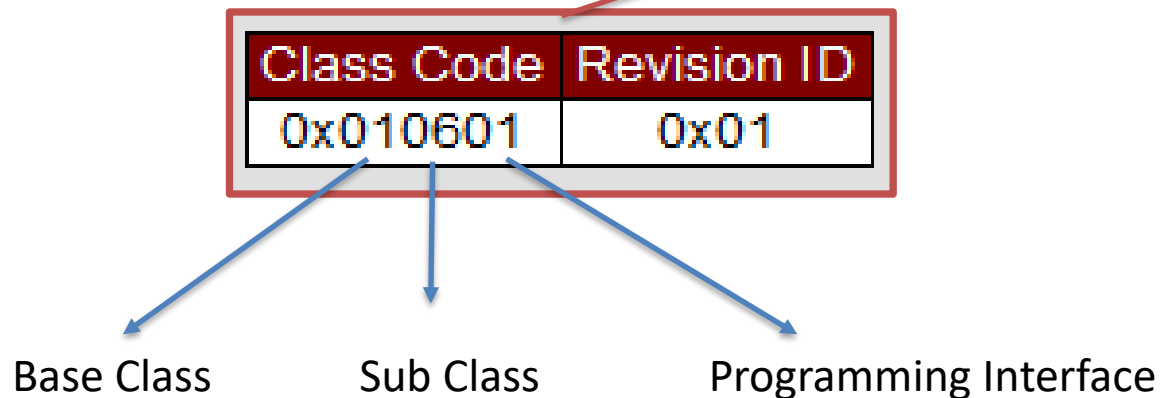 Class Code Revision ID
0x010601 0x01
Base Class Sub Class Programming Interface